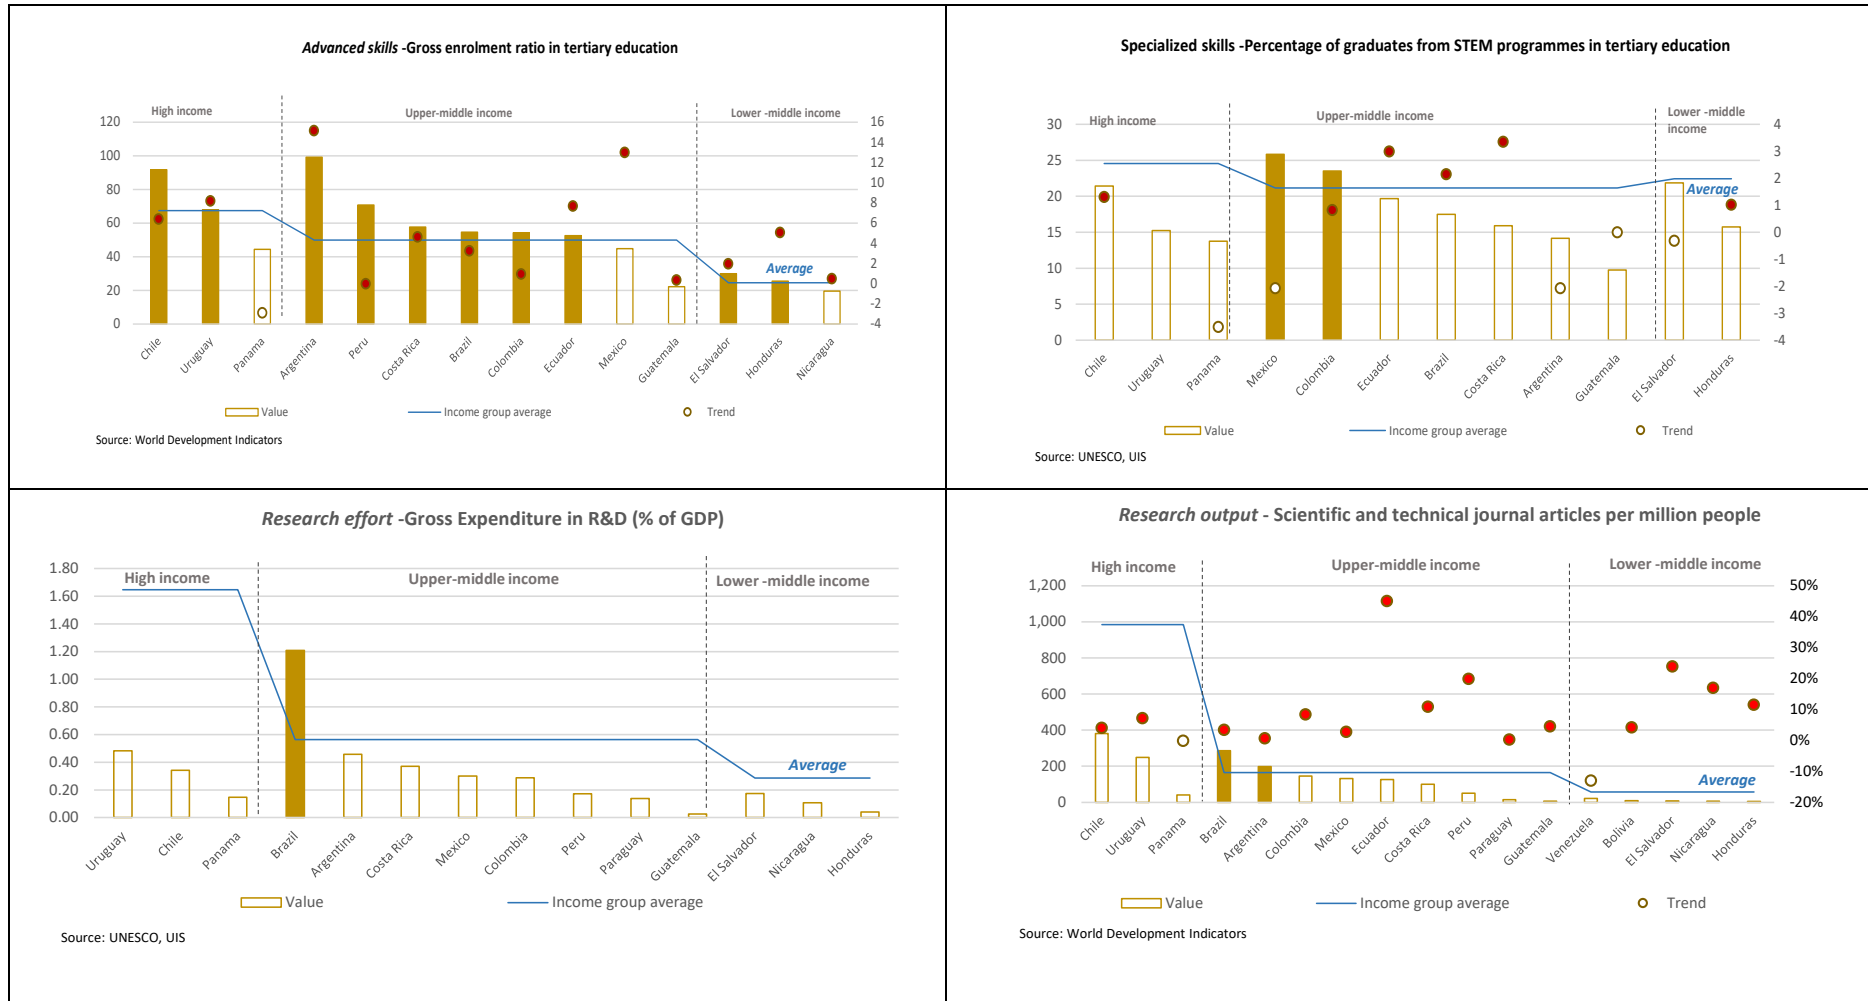 Advanced skills -Gross enrolment ratio in tertiary education
High income
Upper-middle income
Lower -middle income
120
100
80
60
40
20
0
16
14
12
10
8
6
4
2
0
-2
-4
Average
Chile
Uruguay
Panama
Argentina
Peru
Costa Rica
Brazil
Colombia
Ecuador
Mexico
Guatemala
El Salvador
Honduras
Nicaragua
Value
Income group average
Trend
Source: World Development Indicators
Specialized skills -Percentage of graduates from STEM programmes in tertiary education
High income
Upper-middle income
Lower -middle
income
30
25
20
15
10
5
0
4
3
2
1
0
-1
-2
-3
-4
Average
Chile
Uruguay
Panama
Mexico
Colombia
Ecuador
Brazil
Costa Rica
Argentina
Guatemala
El Salvador
Honduras
Value
Income group average
Trend
Source: UNESCO, UIS
Research effort -Gross Expenditure in R&D (% of GDP)
High income
Upper-middle income
Lower -middle income
1.80
1.60
1.40
1.20
1.00
0.80
0.60
0.40
0.20
0.00
Average
Uruguay
Chile
Panama
Brazil
Argentina
Costa Rica
Mexico
Colombia
Peru
Paraguay
Guatemala
El Salvador
Nicaragua
Honduras
Value
Income group average
Source: UNESCO, UIS
Research output - Scientific and technical journal articles per million people
High income
Upper-middle income
Lower -middle income
1,200
1,000
800
600
400
200
0
50%
40%
30%
20%
10%
0%
-10%
-20%
Average
Chile
Uruguay
Panama
Brazil
Argentina
Colombia
Mexico
Ecuador
Costa Rica
Peru
Paraguay
Guatemala
Venezuela
Bolivia
El Salvador
Nicaragua
Honduras
Value
Income group average
Trend
Source: World Development Indicators